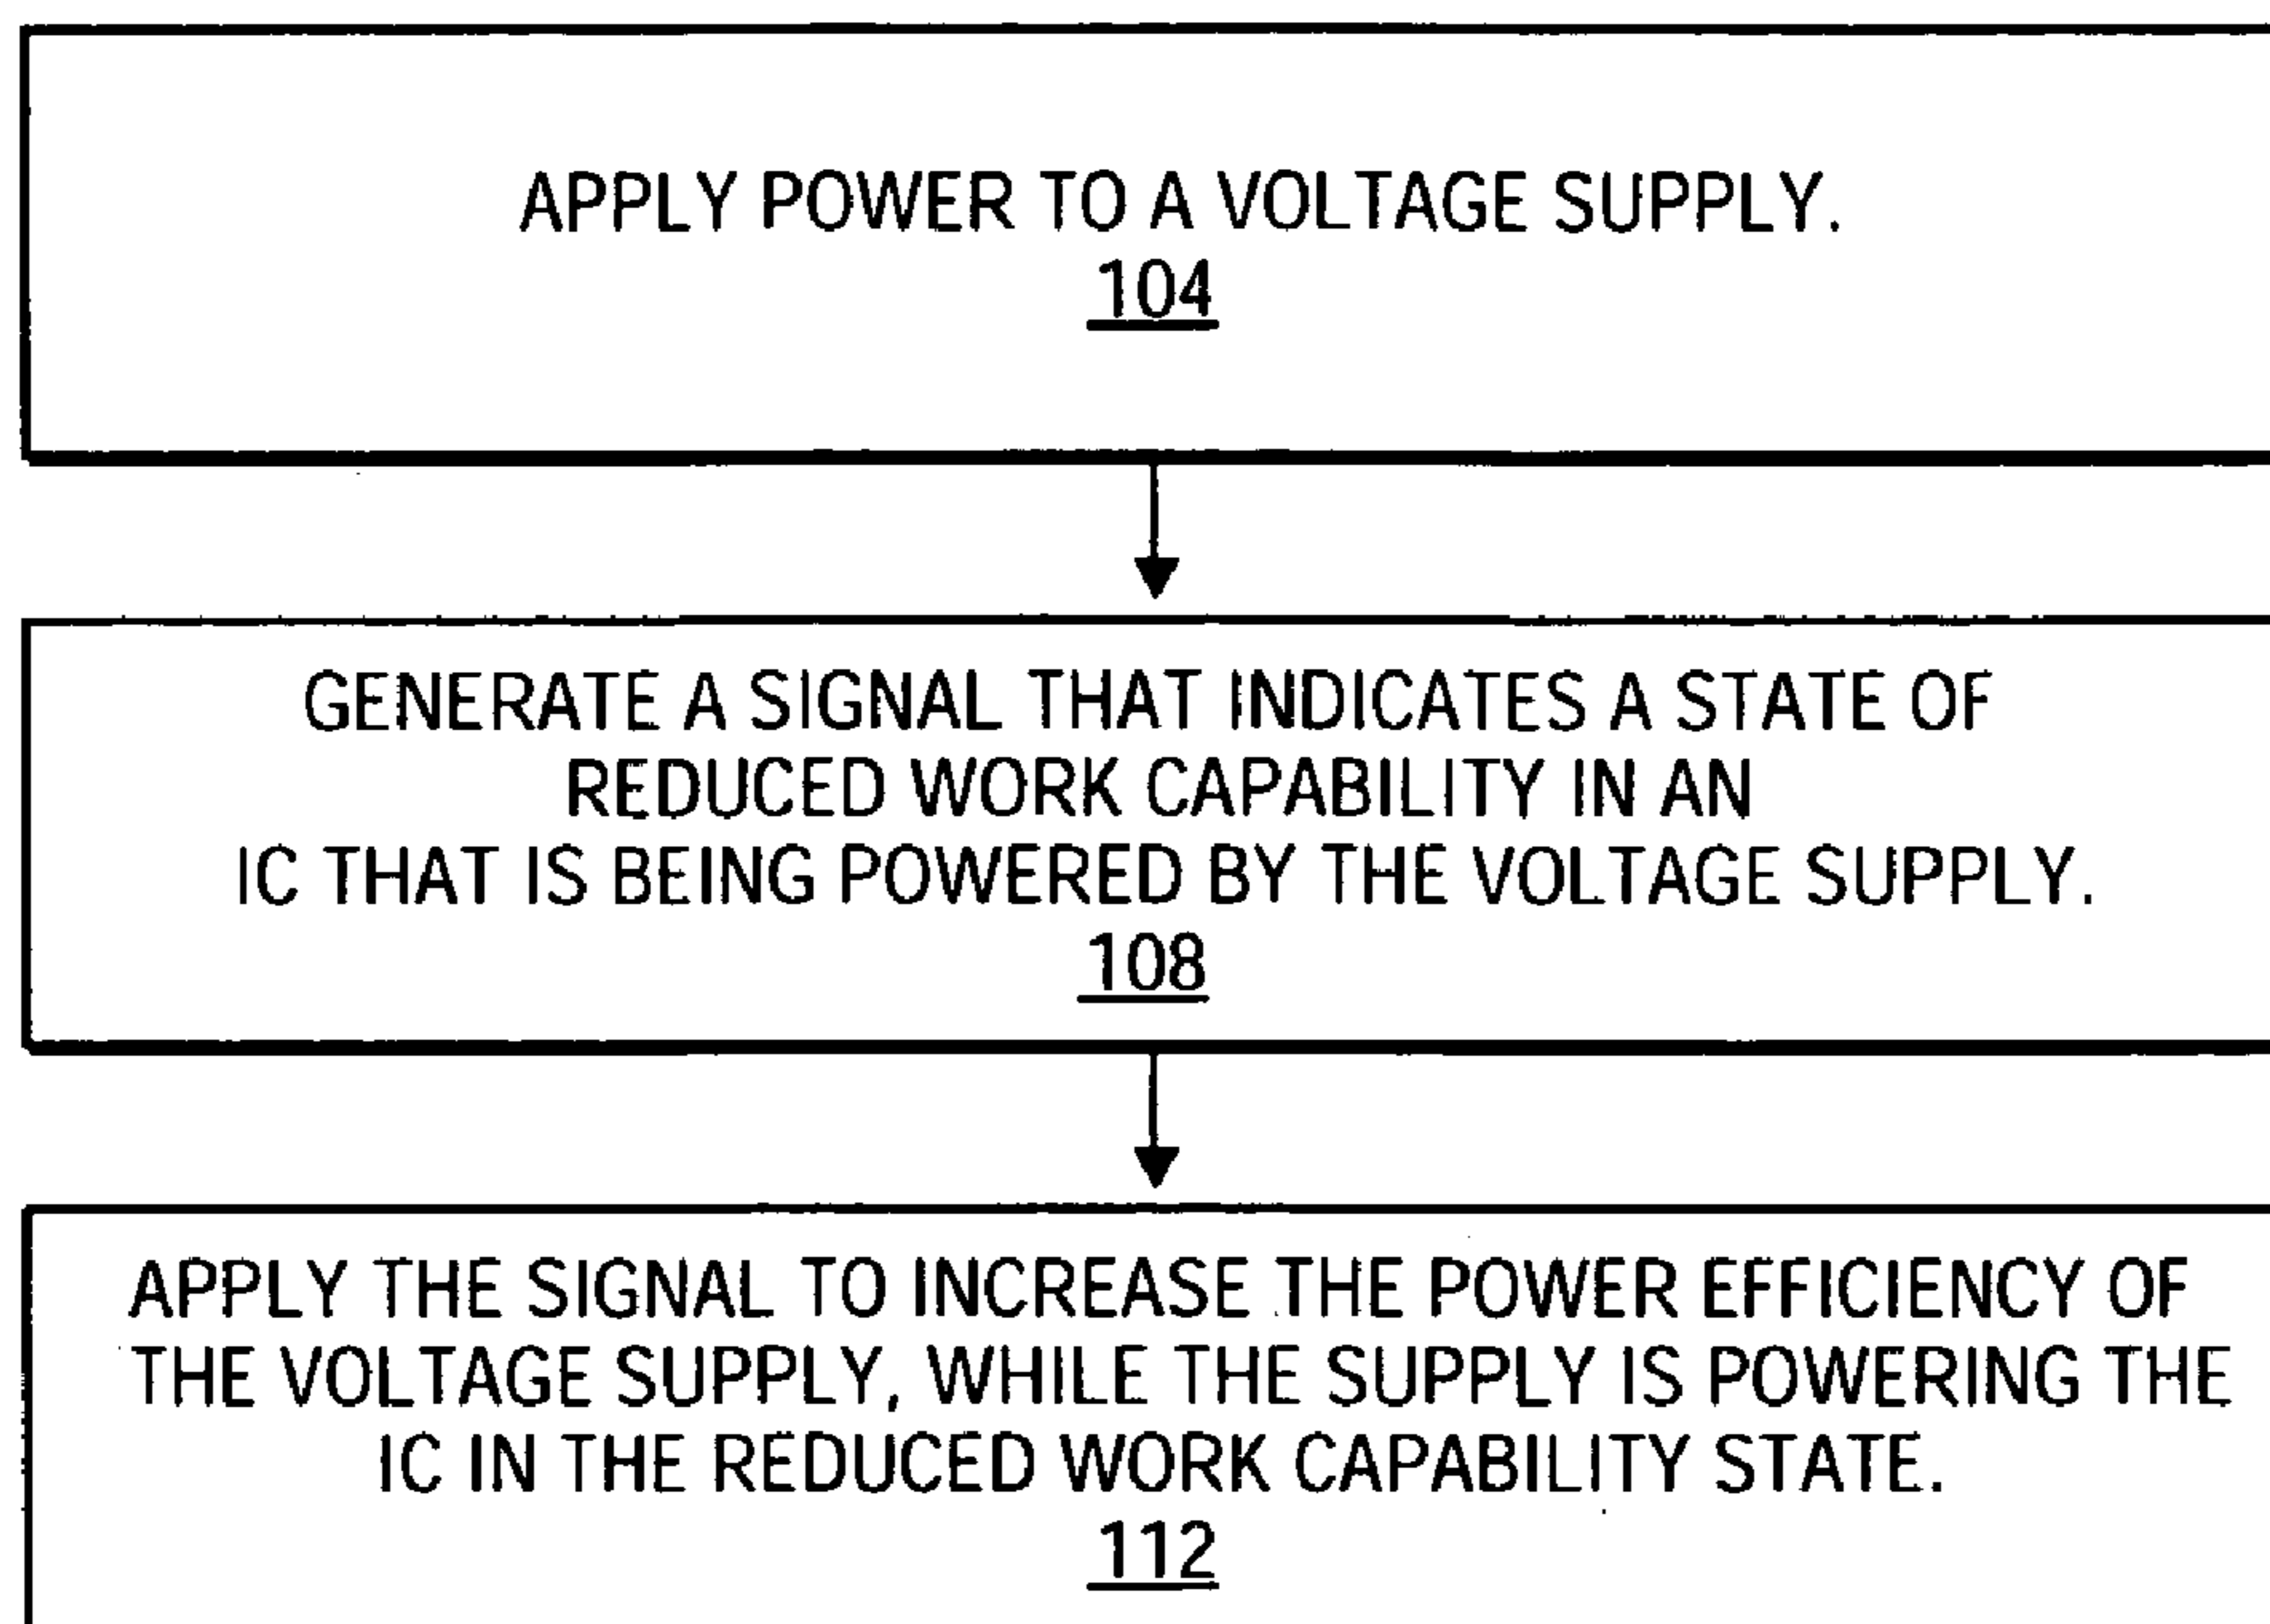 APPLY POWER TO A VOLTAGE SUPPLY.
104
GENERATE A SIGNAL THAT INDICATES A STATE OF
REDUCED WORK CAPABILITY IN AN
IC THAT IS BEING POWERED BY THE VOLTAGE SUPPLY.
108
APPLY THE SIGNAL TO INCREASE THE POWER EFFICIENCY OF
THE VOLTAGE SUPPLY, WHILE THE SUPPLY IS POWERING THE
IC IN THE REDUCED WORK CAPABILITY STATE.
112